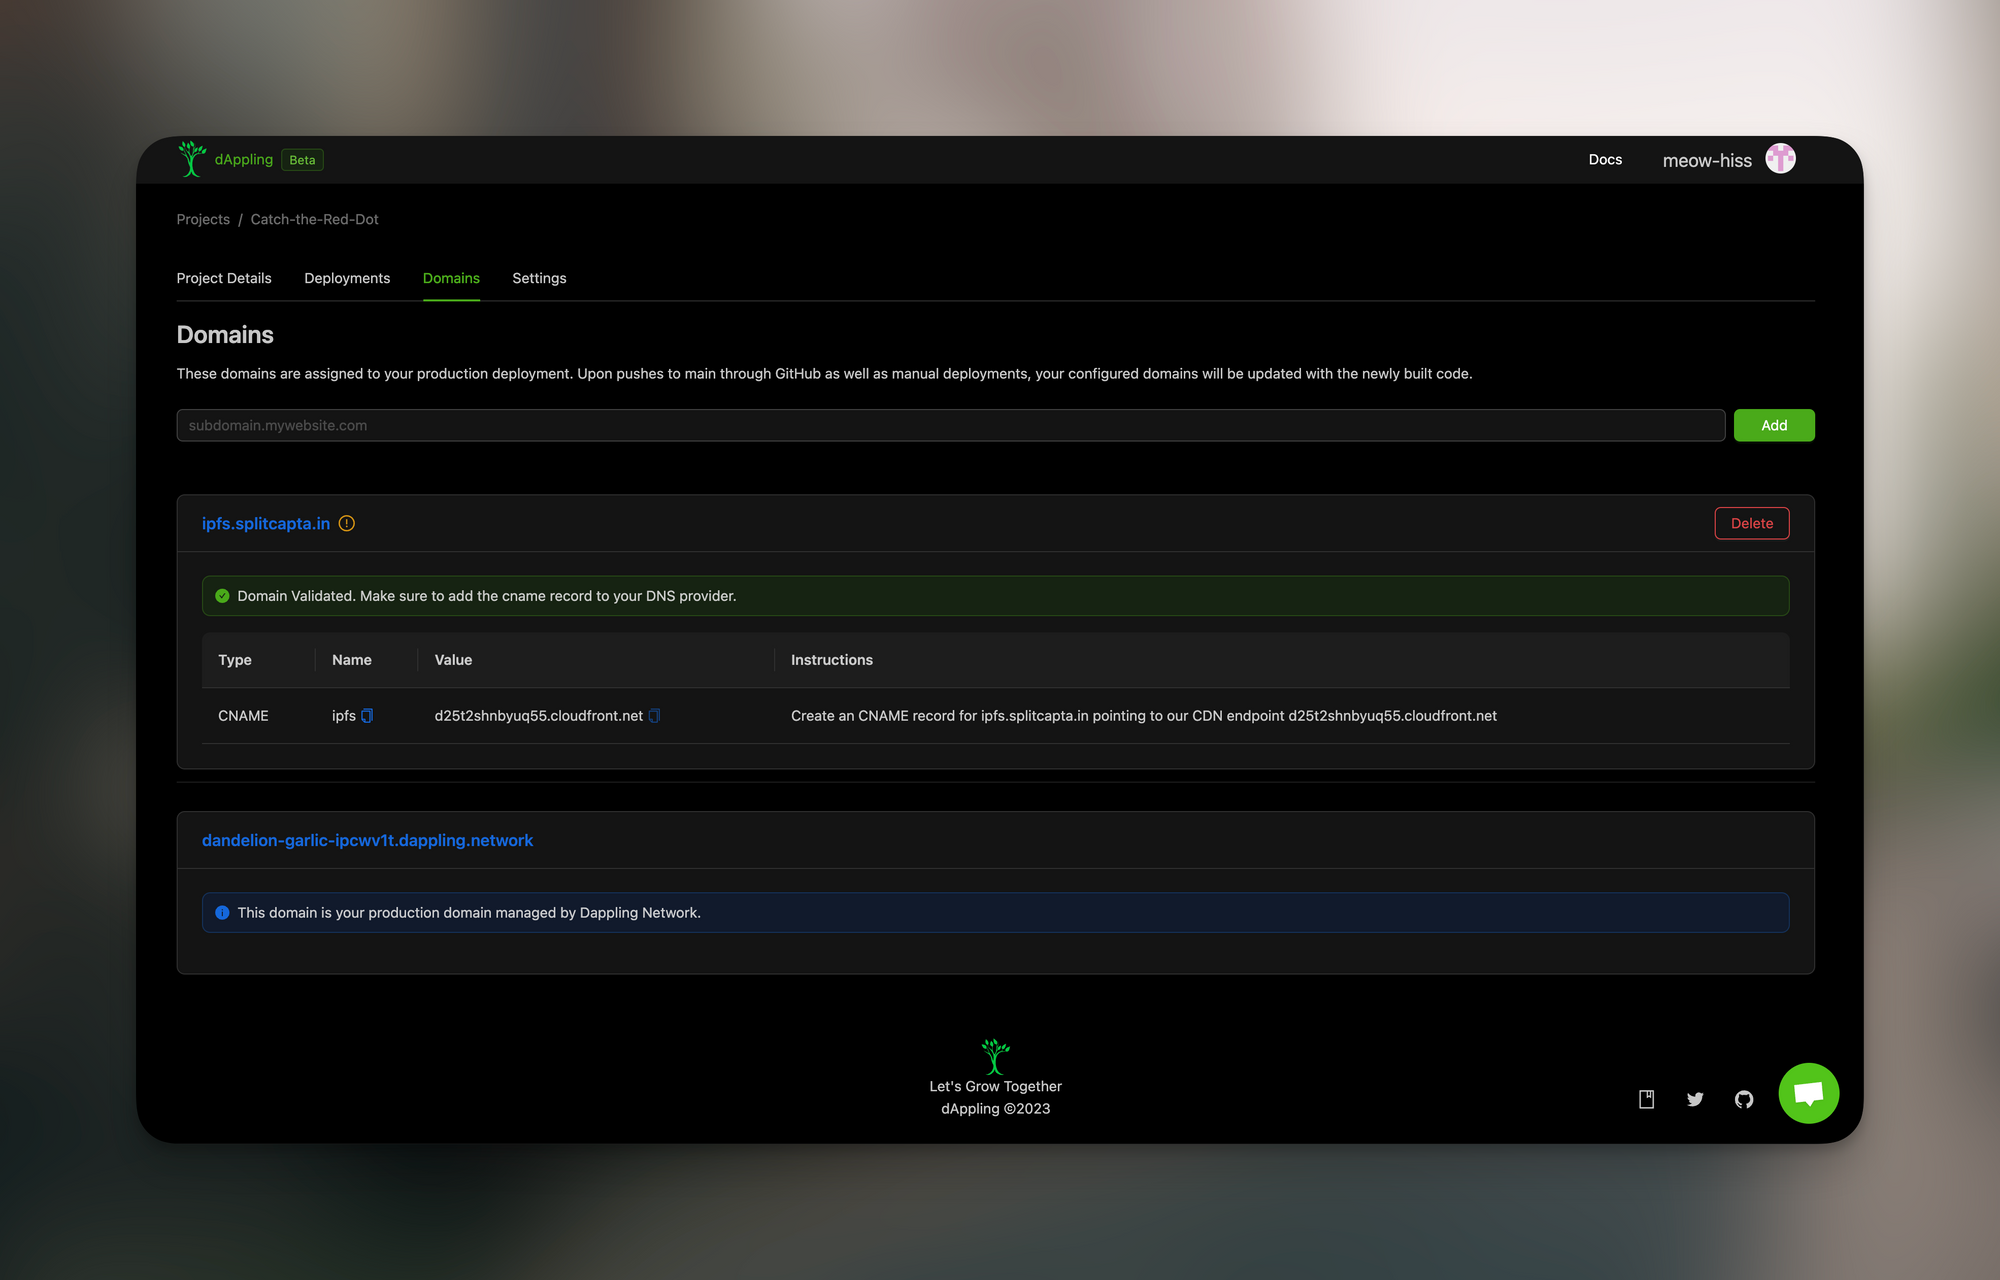 dAppling Beta
Docs meow-hiss
Projects / Catch-the-Red-Dot
Project Details Deployments Domains Settings
Domains
These domains are assigned to your production deployment. Upon pushes to main through GitHub as well as manual deployments, your configured domains will be updated with the newly built code.
subdomain.mywebsite.com Add
ipfs.splitcapta.in Delete
Domain Validated. Make sure to add the cname record to your DNS provider.
Type Name Value Instructions
CNAME ipfs d25t2shnbyuq55.cloudfront.net Create an CNAME record for ipfs.splitcapta.in pointing to our CDN endpoint d25t2shnbyuq55.cloudfront.net
dandelion-garlic-ipcwv1t.dappling.network
This domain is your production domain managed by Dappling Network.
Let's Grow Together
dAppling ©2023